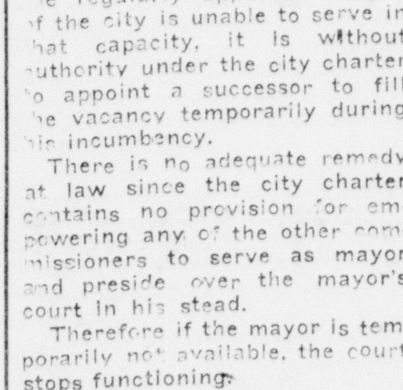 of the city is unable to serve in
that capacity, it is without
authority under the city charter
to appoint a successor to fill
the vacancy temporarily during
his incumbency.
There is no adequate remedy
at law since the city charter
contains no provision for em
powering any of the other com
missioners to serve as mayor
and preside over the mayor's
court in his stead.
Therefore if the mayor is tem
porarily not available, the court
stops functioning.